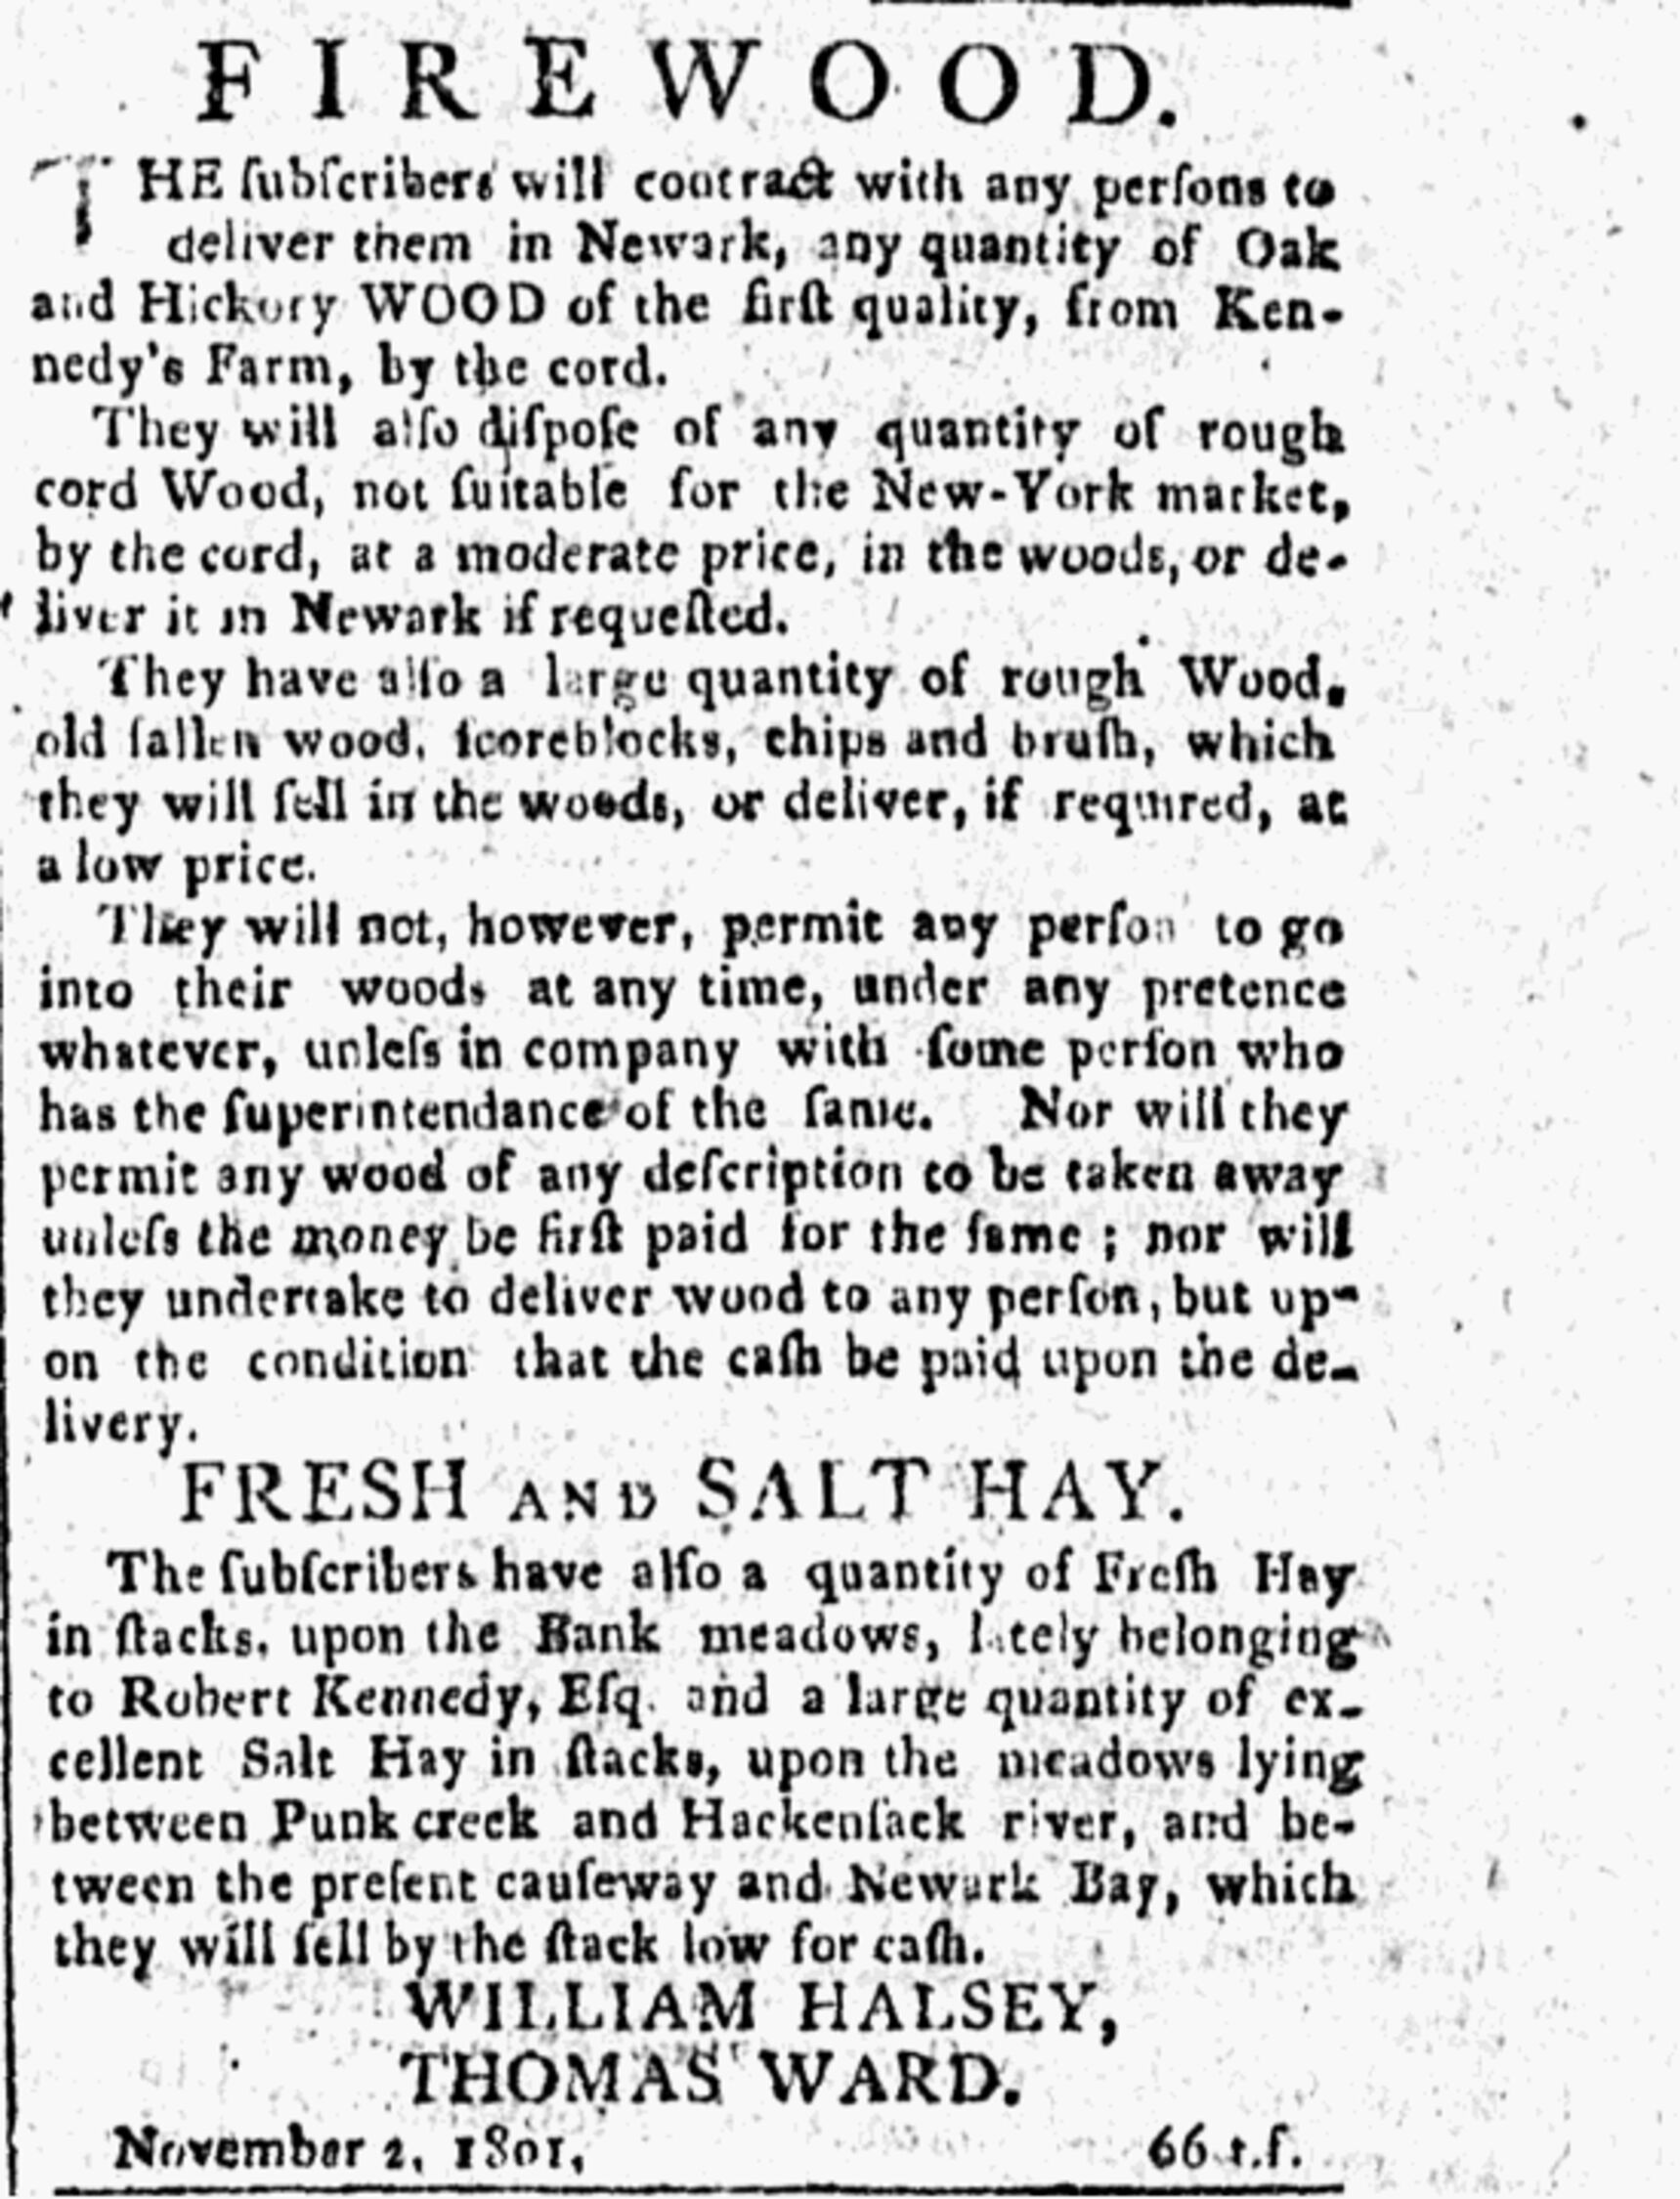 FIREWOOD.
THE ſubſcribers will contract with any perſons to
deliver them in Newark, any quantity of Oak
and Hickory WOOD of the firſt quality, from Ken-
nedy's Farm, by the cord.
They will alſo diſpoſe of any quantity of rough
cord Wood, not ſuitable for the New-York market,
by the cord, at a moderate price, in the woods, or de-
liver it in Newark if requeſted.
They have alſo a large quantity of rough Wood,
old fallen wood, ſcoreblocks, chips and bruſh, which
they will ſell in the woods, or deliver, if required, at
a low price.
They will not, however, permit any perſon to go
into their woods at any time, under any pretence
whatever, unleſs in company with ſome perſon who
has the ſuperintendance of the ſame. Nor will they
permit any wood of any deſcription to be taken away
unleſs the money be firſt paid for the ſame ; nor will
they undertake to deliver wood to any perſon, but up-
on the condition that the caſh be paid upon the de-
livery.
FRESH AND SALT HAY.
The ſubſcribers have alſo a quantity of Freſh Hay
in ſtacks, upon the Bank meadows, lately belonging
to Robert Kennedy, Eſq. and a large quantity of ex-
cellent Salt Hay in ſtacks, upon the meadows lying
between Punk creek and Hackenſack river, and be-
tween the preſent cauſeway and Newark Bay, which
they will ſell by the ſtack low for caſh.
WILLIAM HALSEY,
THOMAS WARD.
November 2, 1801, 66 t.f.